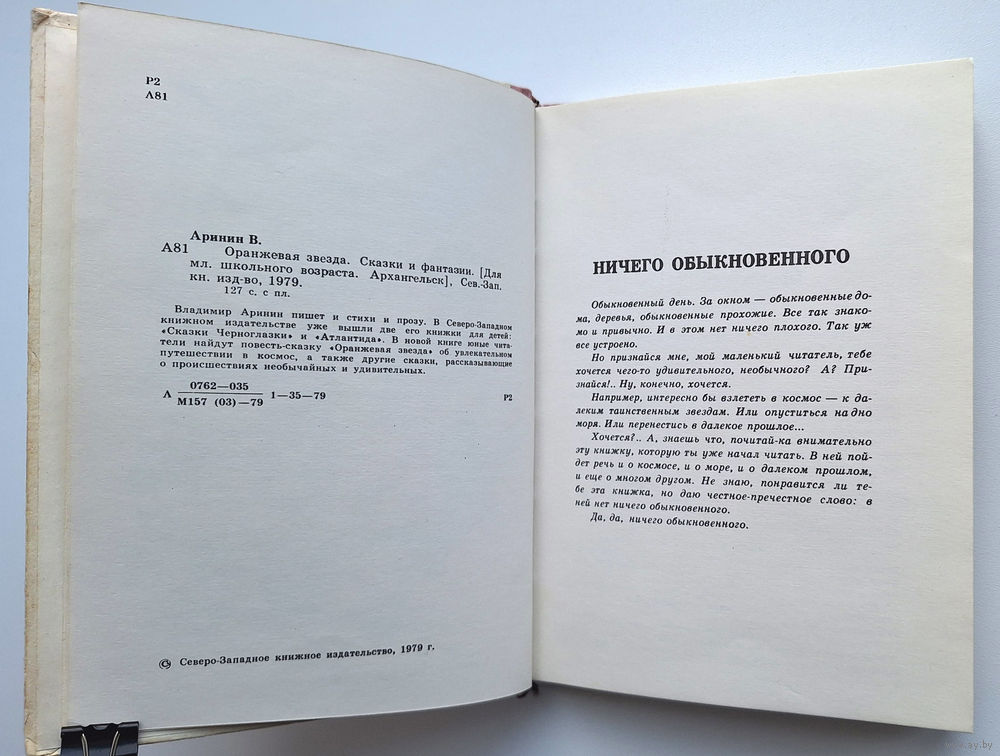 Р2
А81
Аринин В.
А81 Оранжевая звезда. Сказки и фантазии. [Для
мл. школьного возраста. Архангельск], Сев.-Зап.
кн. изд-во, 1979.
127 с. с пл.
Владимир Аринин пишет и стихи и прозу. В Северо-Западном
книжном издательстве уже вышли две его книжки для детей:
«Сказки Черноглазки» и «Атлантида». В новой книге юные чита-
тели найдут повесть-сказку «Оранжевая звезда» об увлекательном
путешествии в космос, а также другие сказки, рассказывающие
о происшествиях необычайных и удивительных.
0762—035
А 1—35—79
М157 (03)—79
Р2
© Северо-Западное книжное издательство, 1979 г.
НИЧЕГО ОБЫКНОВЕННОГО
Обыкновенный день. За окном — обыкновенные до-
ма, деревья, обыкновенные прохожие. Все так знако-
мо и привычно. И в этом нет ничего плохого. Так уж
все устроено.
Но признайся мне, мой маленький читатель, тебе
хочется чего-то удивительного, необычного? А? При-
знайся!.. Ну, конечно, хочется.
Например, интересно бы взлететь в космос — к да-
леким таинственным звездам. Или опуститься на дно
моря. Или перенестись в далекое прошлое...
Хочется?.. А, знаешь что, почитай-ка внимательно
эту книжку, которую ты уже начал читать. В ней пой-
дет речь и о космосе, и о море, и о далеком прошлом,
и еще о многом другом. Не знаю, понравится ли те-
бе эта книжка, но даю честное-пречестное слово: в
ней нет ничего обыкновенного.
Да, да, ничего обыкновенного.